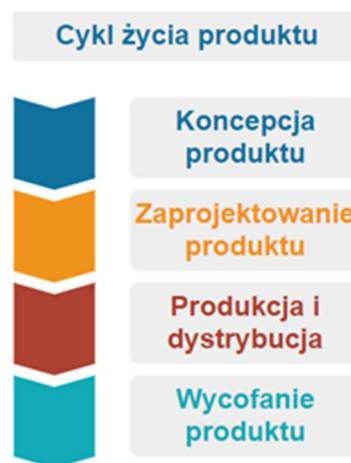 Cykl życia produktu
Koncepcja
produktu
Zaprojektowanie
produktu
Produkcja i
dystrybucja
Wycofanie
produktu